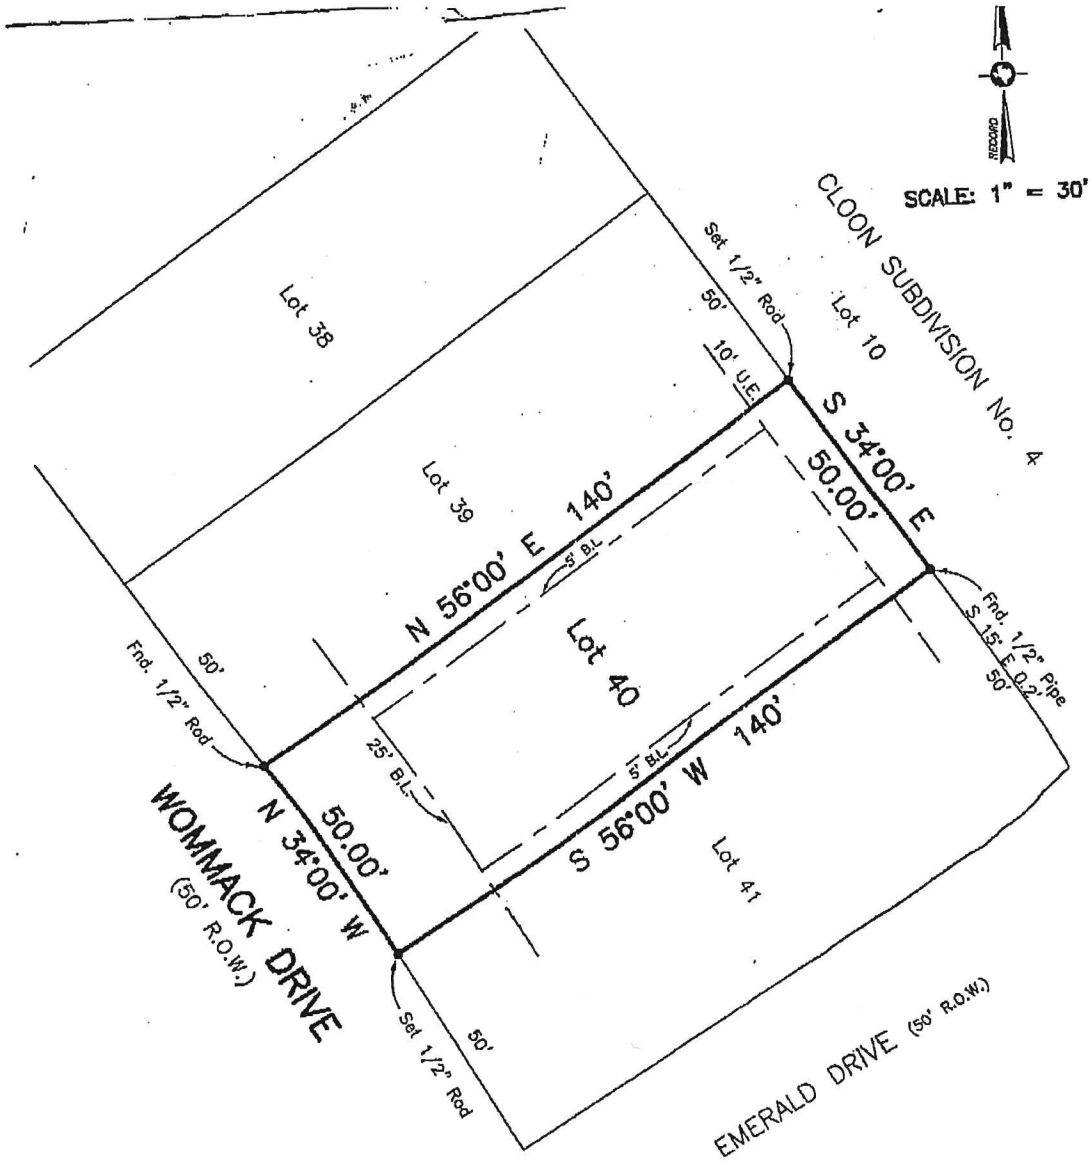 RECORD
SCALE: 1" = 30'
CLOON SUBDIVISION No. 4
Lot 10
Set 1/2" Rod
50'
10' U.E.
Lot 38
S 34°00' E
50.00'
Lot 39
N 56°00' E 140'
5' B.L.
Lot 40
Fnd. 1/2" Pipe
S 15° E 0.2'
50'
50'
Fnd. 1/2" Rod
25' B.L.
5' B.L.
S 56°00' W 140'
50.00'
N 34°00' W
WOMMACK DRIVE
(50' R.O.W.)
Lot 41
Set 1/2" Rod
50'
EMERALD DRIVE (50' R.O.W.)